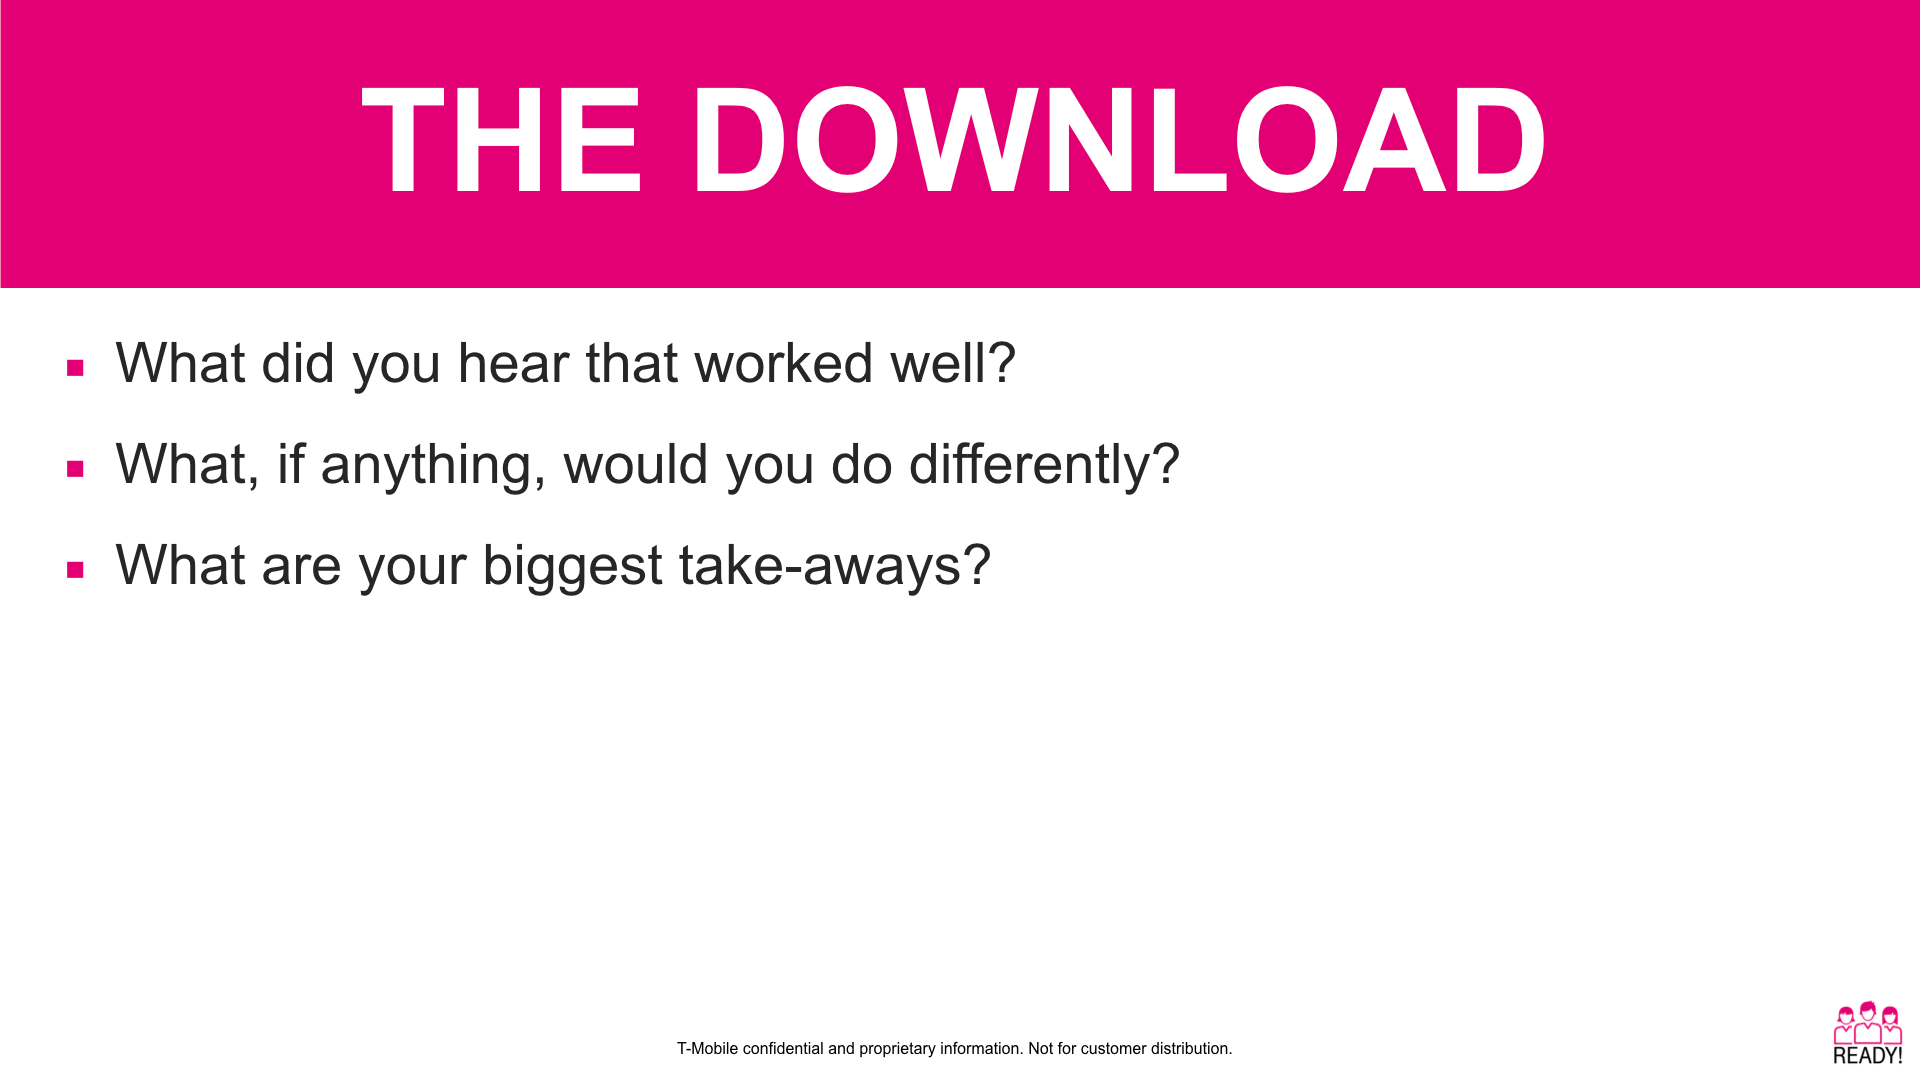 THE DOWNLOAD
What did you hear that worked well?
What, if anything, would you do differently?
What are your biggest take-aways?
T-Mobile confidential and proprietary information. Not for customer distribution.
READY!